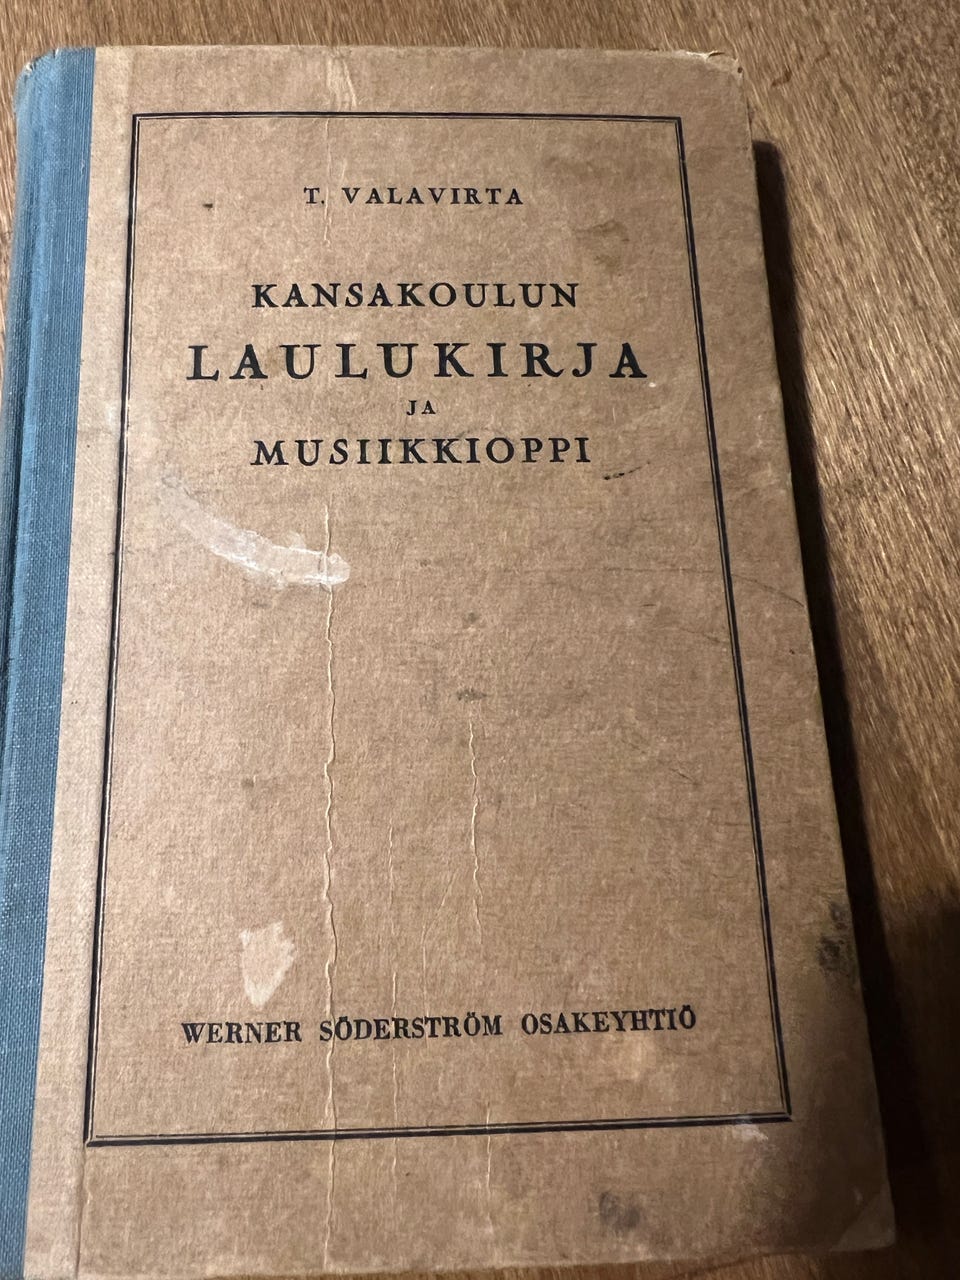 T. VALAVIRTA
KANSAKOULUN
LAULUKIRJA
JA
MUSIIKKIOPPI
WERNER SÖDERSTRÖM OSAKEYHTIÖ